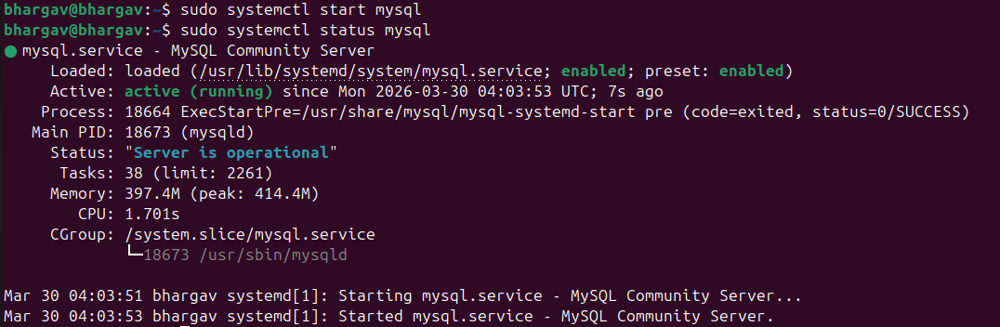 bhargav@bhargav:~$ sudo systemctl start mysql
bhargav@bhargav:~$ sudo systemctl status mysql
● mysql.service - MySQL Community Server
     Loaded: loaded (/usr/lib/systemd/system/mysql.service; enabled; preset: enabled)
     Active: active (running) since Mon 2026-03-30 04:03:53 UTC; 7s ago
    Process: 18664 ExecStartPre=/usr/share/mysql/mysql-systemd-start pre (code=exited, status=0/SUCCESS)
   Main PID: 18673 (mysqld)
     Status: "Server is operational"
      Tasks: 38 (limit: 2261)
     Memory: 397.4M (peak: 414.4M)
        CPU: 1.701s
     CGroup: /system.slice/mysql.service
             └─18673 /usr/sbin/mysqld

Mar 30 04:03:51 bhargav systemd[1]: Starting mysql.service - MySQL Community Server...
Mar 30 04:03:53 bhargav systemd[1]: Started mysql.service - MySQL Community Server.